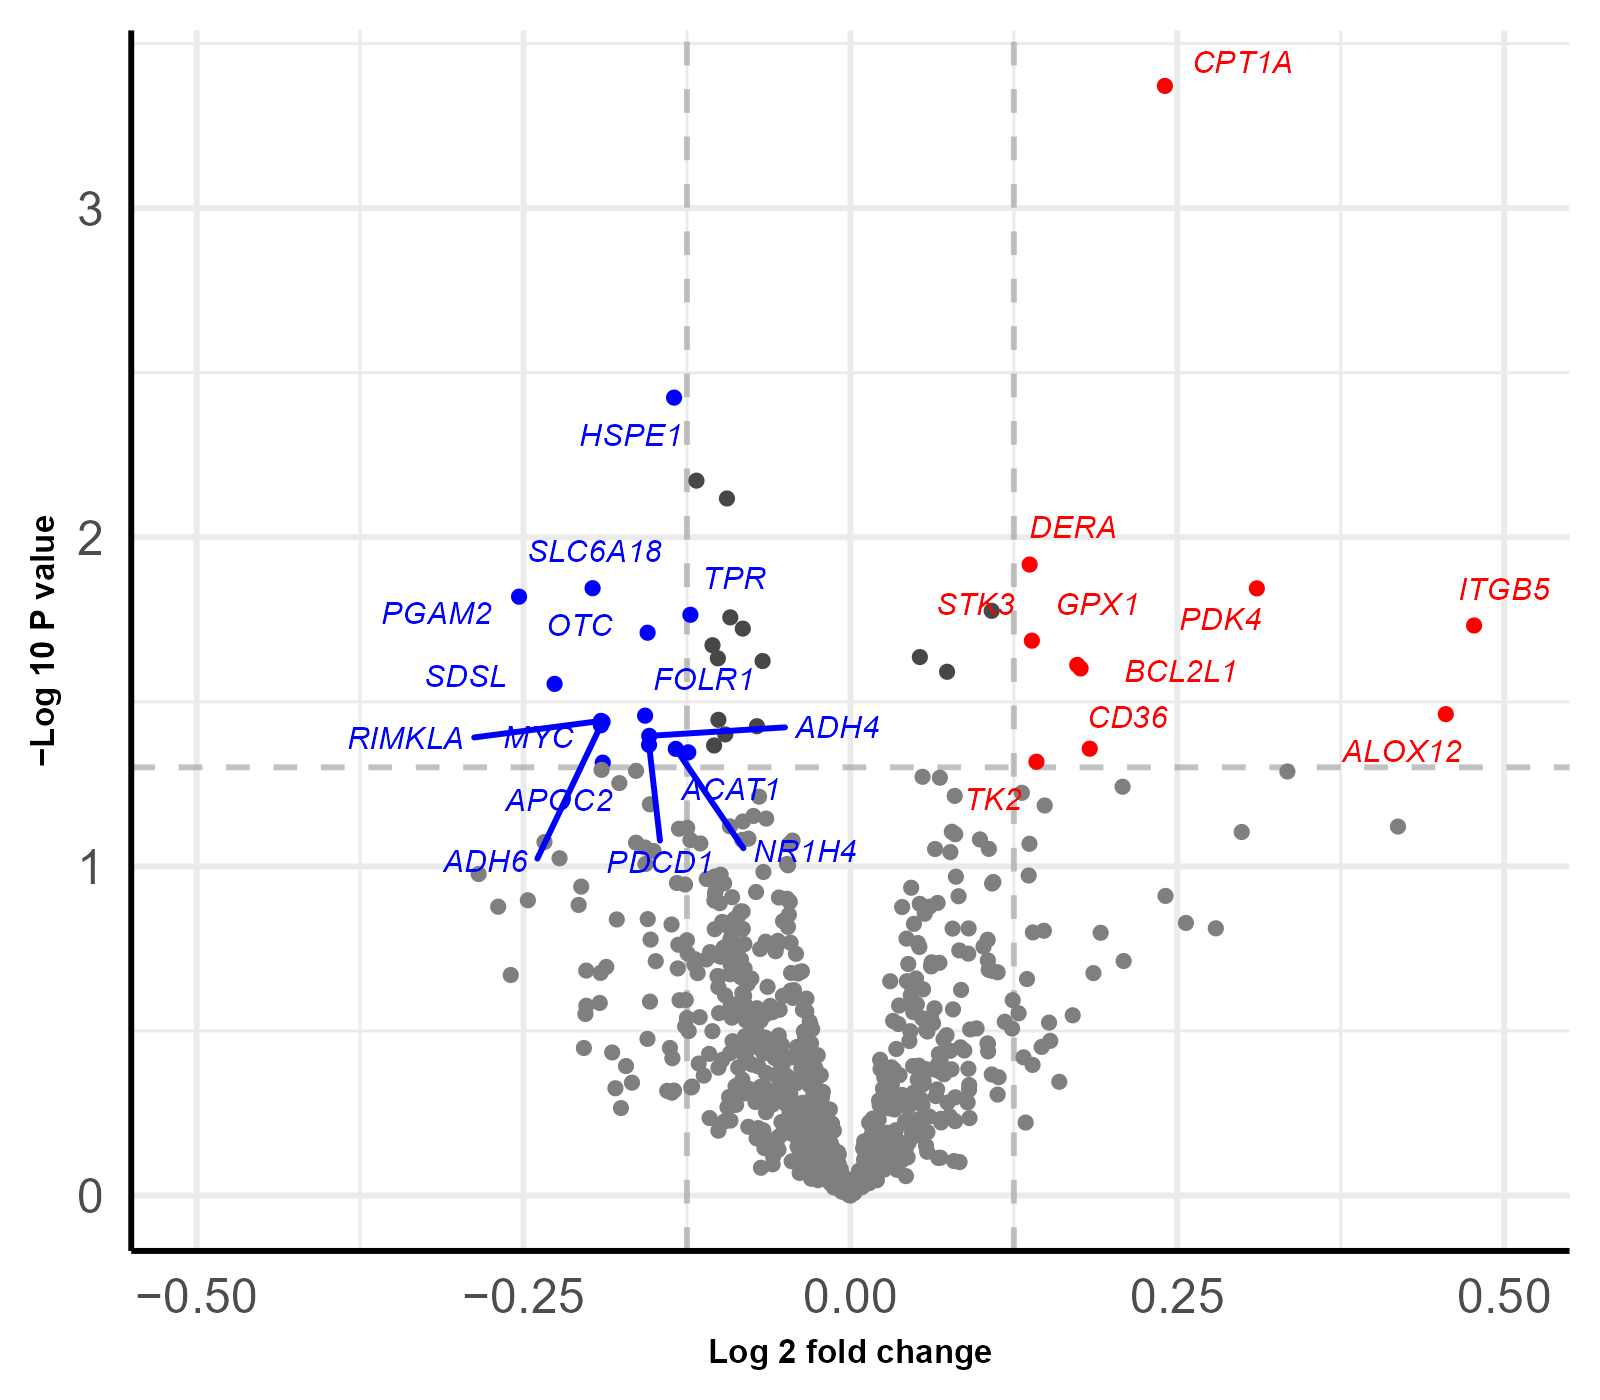 CPT1A
3
HSPE1
DERA
2
SLC6A18
TPR
ITGB5
STK3
GPX1
PGAM2
PDK4
OTC
SDSL
FOLR1
BCL2L1
CD36
ADH4
RIMKLA
MYC
ALOX12
ACAT1
APOC2
TK2
ADH6
PDCD1
NR1H4
1
0
−Log 10 P value
−0.50
−0.25
0.00
0.25
0.50
Log 2 fold change